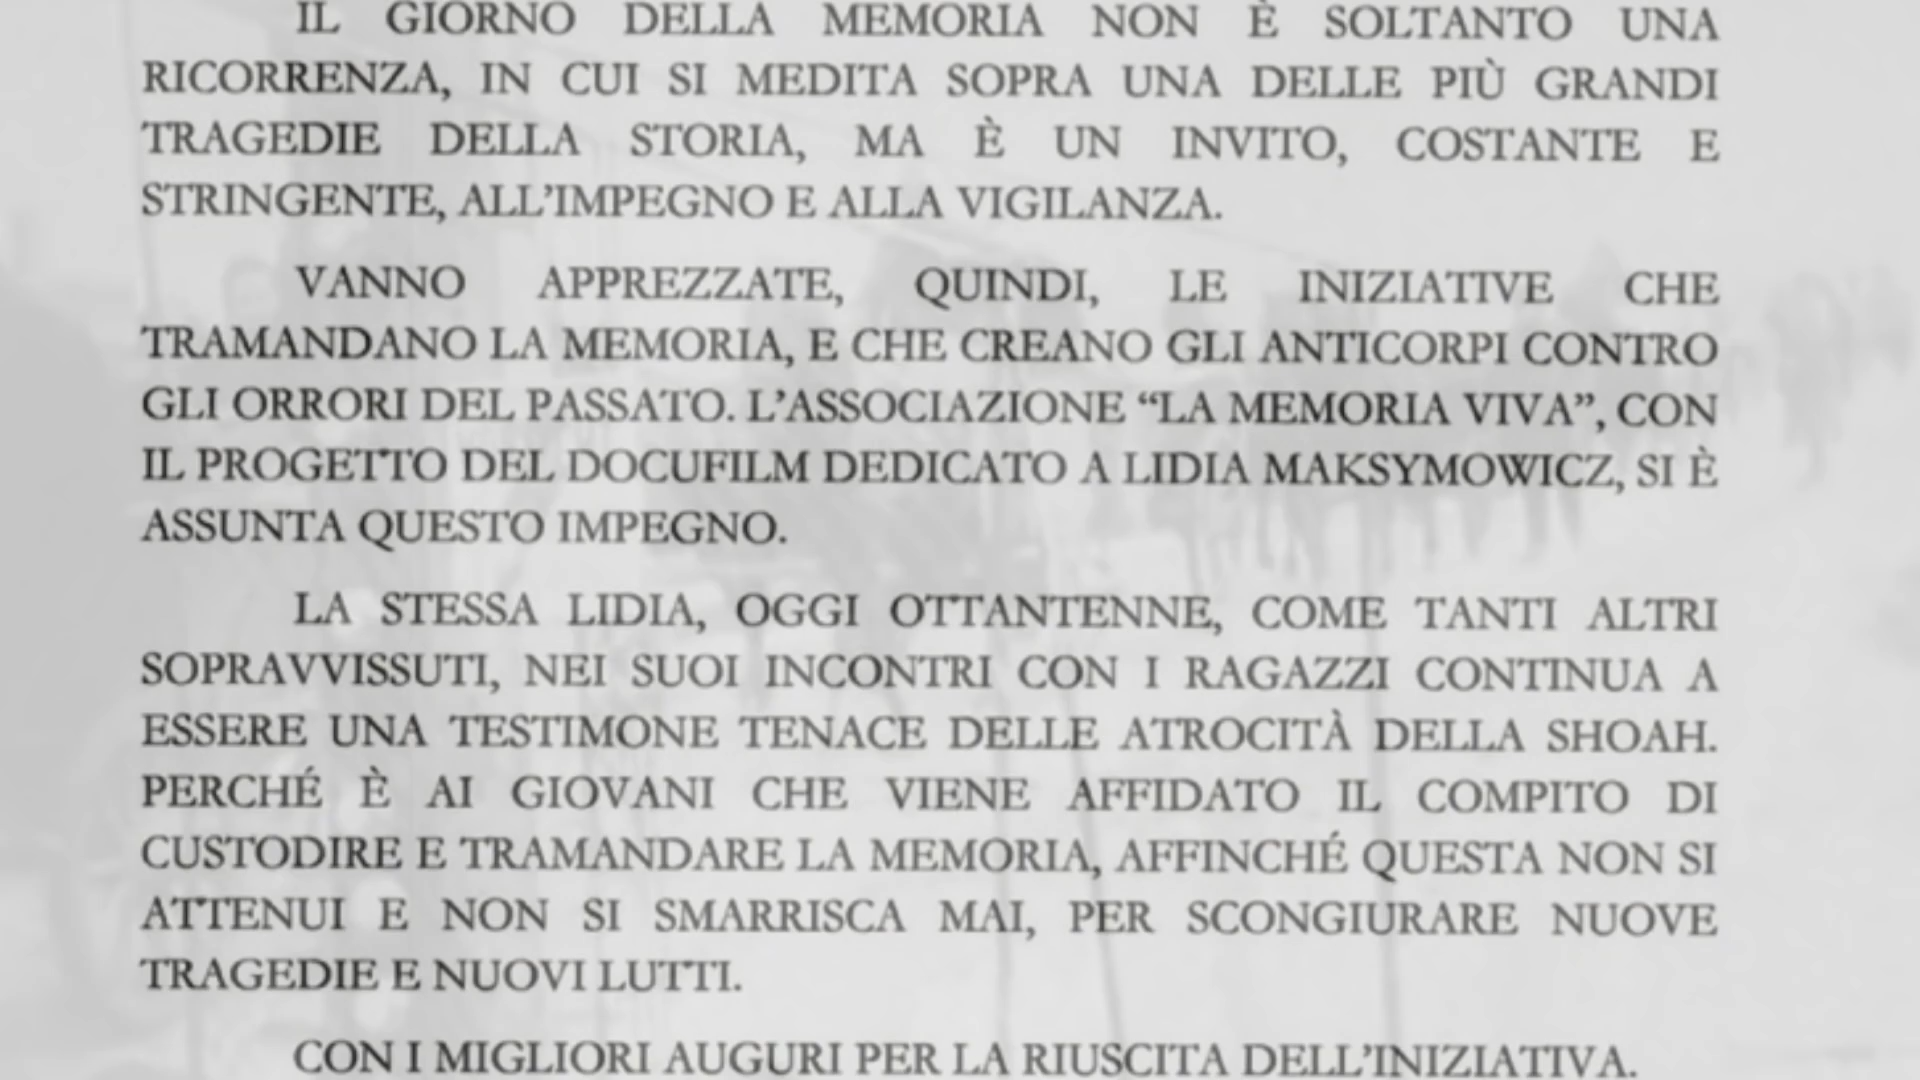 IL GIORNO DELLA MEMORIA NON È SOLTANTO UNA
RICORRENZA, IN CUI SI MEDITA SOPRA UNA DELLE PIÙ GRANDI
TRAGEDIE DELLA STORIA, MA È UN INVITO, COSTANTE E
STRINGENTE, ALL'IMPEGNO E ALLA VIGILANZA.
VANNO APPREZZATE, QUINDI, LE INIZIATIVE CHE
TRAMANDANO LA MEMORIA, E CHE CREANO GLI ANTICORPI CONTRO
GLI ORRORI DEL PASSATO. L'ASSOCIAZIONE “LA MEMORIA VIVA”, CON
IL PROGETTO DEL DOCUFILM DEDICATO A LIDIA MAKSYMOWICZ, SI È
ASSUNTA QUESTO IMPEGNO.
LA STESSA LIDIA, OGGI OTTANTENNE, COME TANTI ALTRI
SOPRAVVISSUTI, NEI SUOI INCONTRI CON I RAGAZZI CONTINUA A
ESSERE UNA TESTIMONE TENACE DELLE ATROCITÀ DELLA SHOAH.
PERCHÉ È AI GIOVANI CHE VIENE AFFIDATO IL COMPITO DI
CUSTODIRE E TRAMANDARE LA MEMORIA, AFFINCHÉ QUESTA NON SI
ATTENUI E NON SI SMARRISCA MAI, PER SCONGIURARE NUOVE
TRAGEDIE E NUOVI LUTTI.
CON I MIGLIORI AUGURI PER LA RIUSCITA DELL'INIZIATIVA.